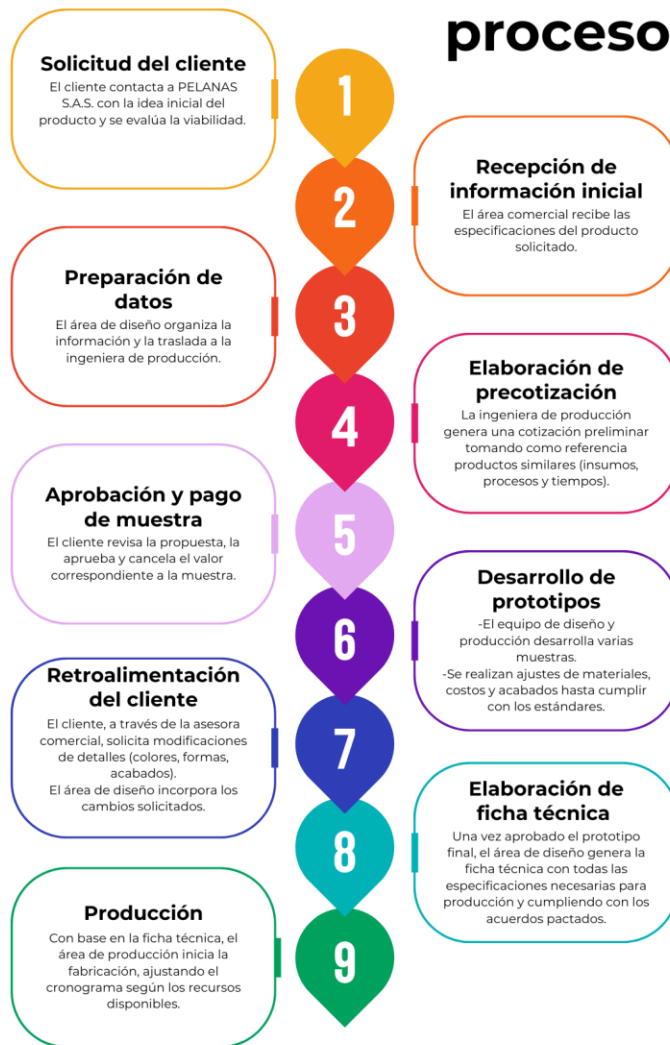 proceso
1
Solicitud del cliente
El cliente contacta a PELANAS
S.A.S. con la idea inicial del
producto y se evalúa la viabilidad.
2
Recepción de
información inicial
El área comercial recibe las
especificaciones del producto
solicitado.
3
Preparación de
datos
El área de diseño organiza la
información y la traslada a la
ingeniera de producción.
4
Elaboración de
precotización
La ingeniera de producción
genera una cotización preliminar
tomando como referencia
productos similares (insumos,
procesos y tiempos).
5
Aprobación y pago
de muestra
El cliente revisa la propuesta, la
aprueba y cancela el valor
correspondiente a la muestra.
6
Desarrollo de
prototipos
-El equipo de diseño y
producción desarrolla varias
muestras.
-Se realizan ajustes de materiales,
costos y acabados hasta cumplir
con los estándares.
7
Retroalimentación
del cliente
El cliente, a través de la asesora
comercial, solicita modificaciones
de detalles (colores, formas,
acabados).
El área de diseño incorpora los
cambios solicitados.
8
Elaboración de
ficha técnica
Una vez aprobado el prototipo
final, el área de diseño genera la
ficha técnica con todas las
especificaciones necesarias para
producción y cumpliendo con los
acuerdos pactados.
9
Producción
Con base en la ficha técnica, el
área de producción inicia la
fabricación, ajustando el
cronograma según los recursos
disponibles.